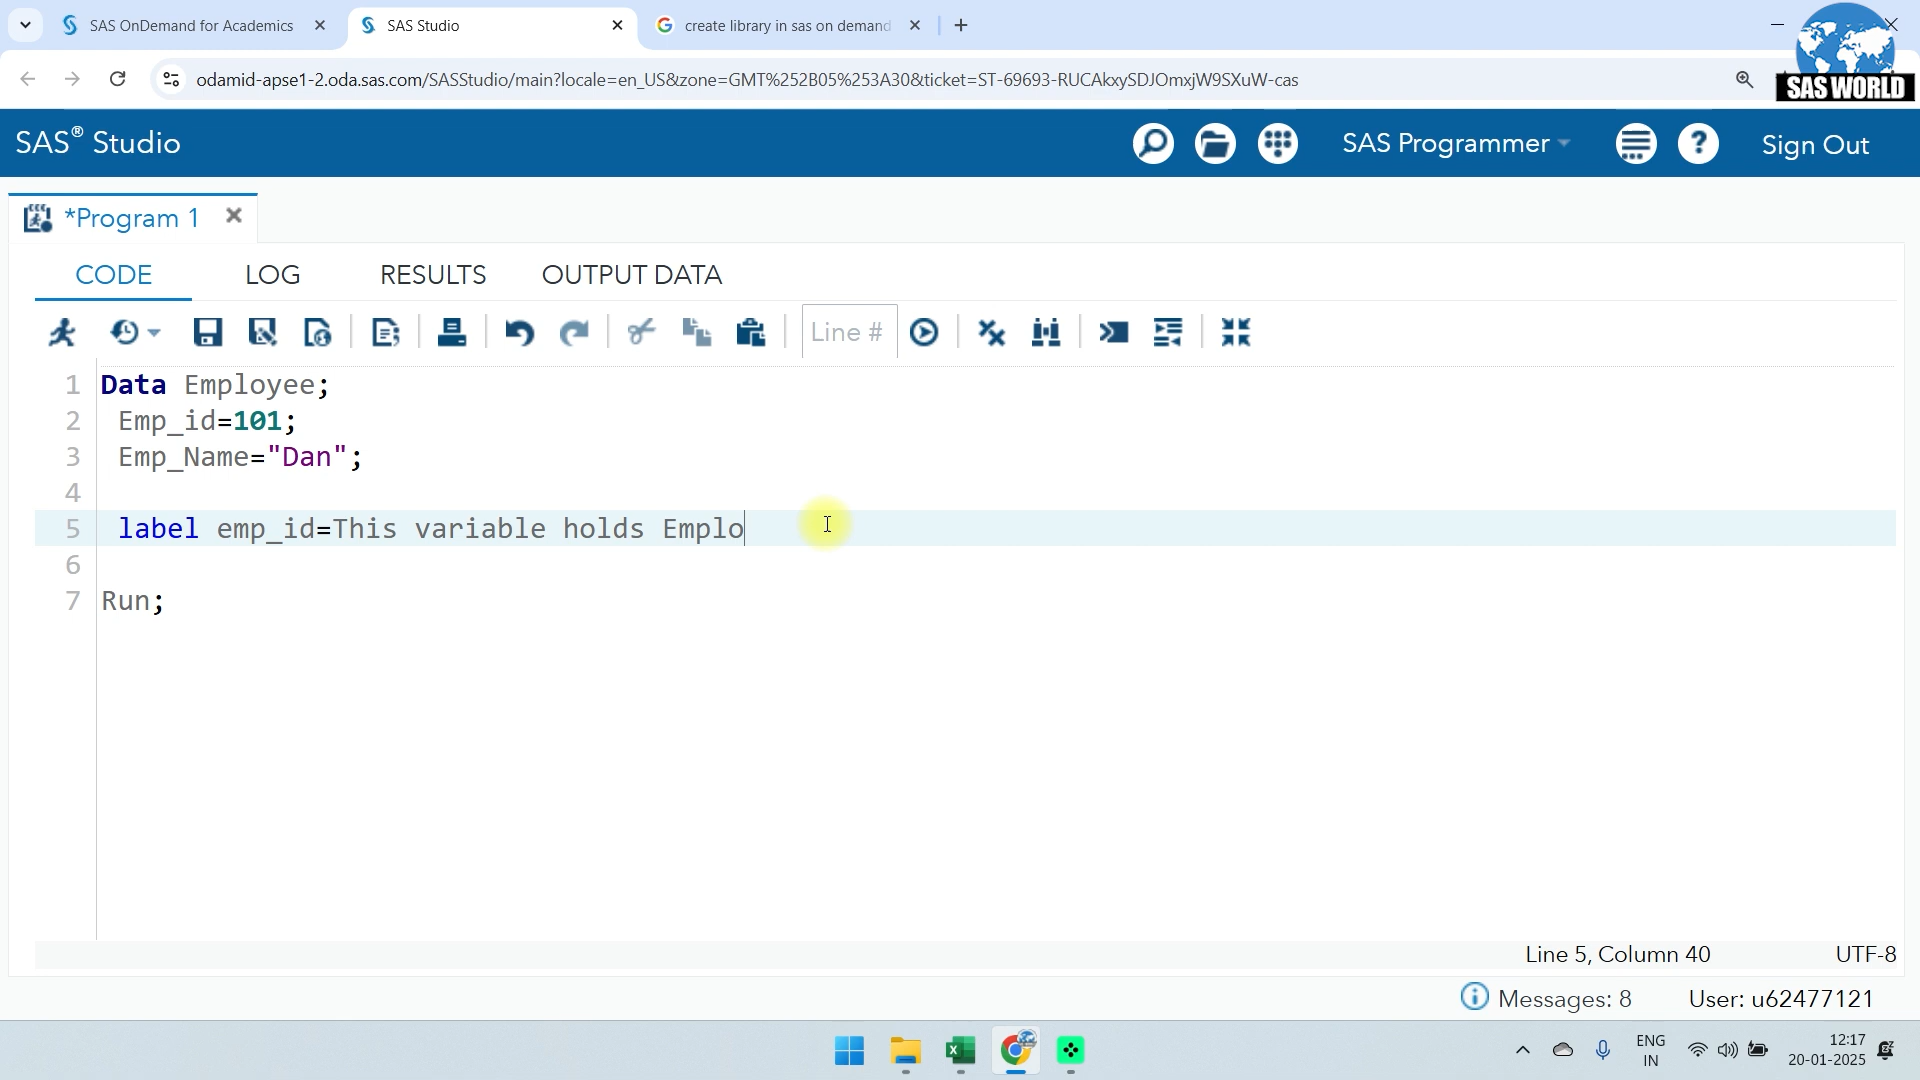 SAS OnDemand for Academics
SAS Studio
create library in sas on demand
odamid-apse1-2.oda.sas.com/SASStudio/main?locale=en_US&zone=GMT%252B05%253A30&ticket=ST-69693-RUCAkxySDJOmxjW9SXuW-cas
SAS WORLD
SAS® Studio
SAS Programmer
Sign Out
*Program 1
CODE LOG RESULTS OUTPUT DATA
Line #
1 Data Employee;
2 Emp_id=101;
3 Emp_Name="Dan";
4
5 label emp_id=This variable holds Emplo
6
7 Run;
Line 5, Column 40 UTF-8
Messages: 8 User: u62477121
ENG 12:17
IN 20-01-2025